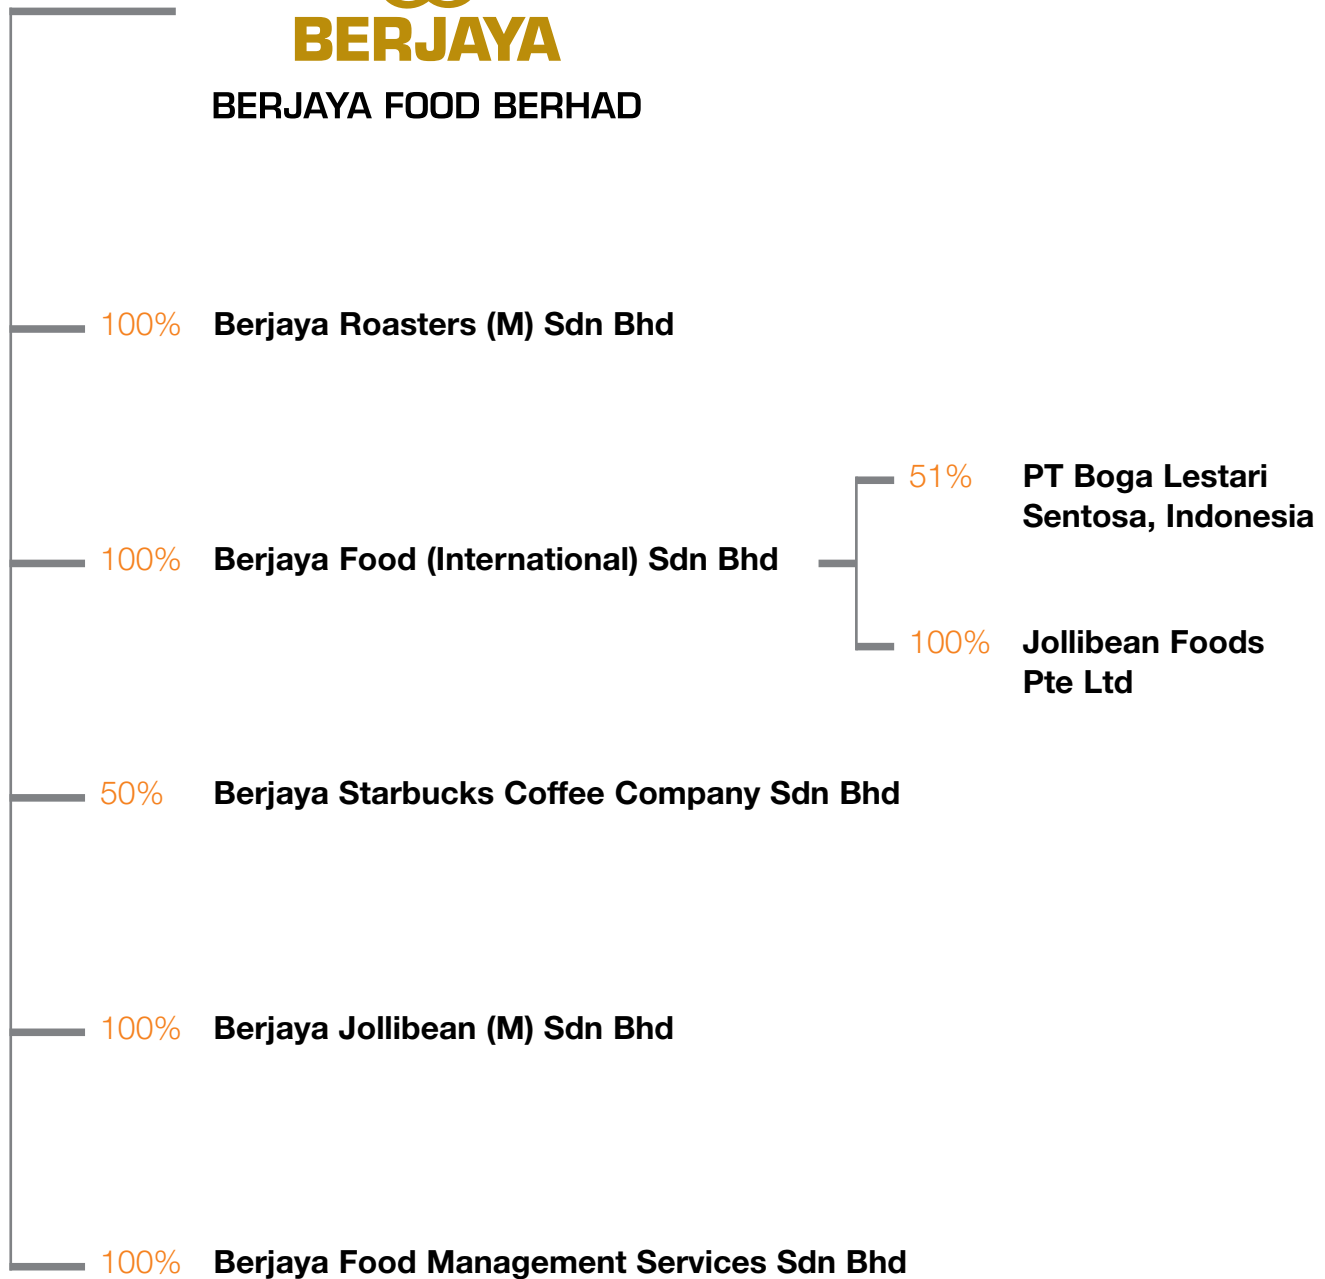 BERJAYA
BERJAYA FOOD BERHAD
100% Berjaya Roasters (M) Sdn Bhd
100% Berjaya Food (International) Sdn Bhd
51% PT Boga Lestari
Sentosa, Indonesia
100% Jollibean Foods
Pte Ltd
50% Berjaya Starbucks Coffee Company Sdn Bhd
100% Berjaya Jollibean (M) Sdn Bhd
100% Berjaya Food Management Services Sdn Bhd